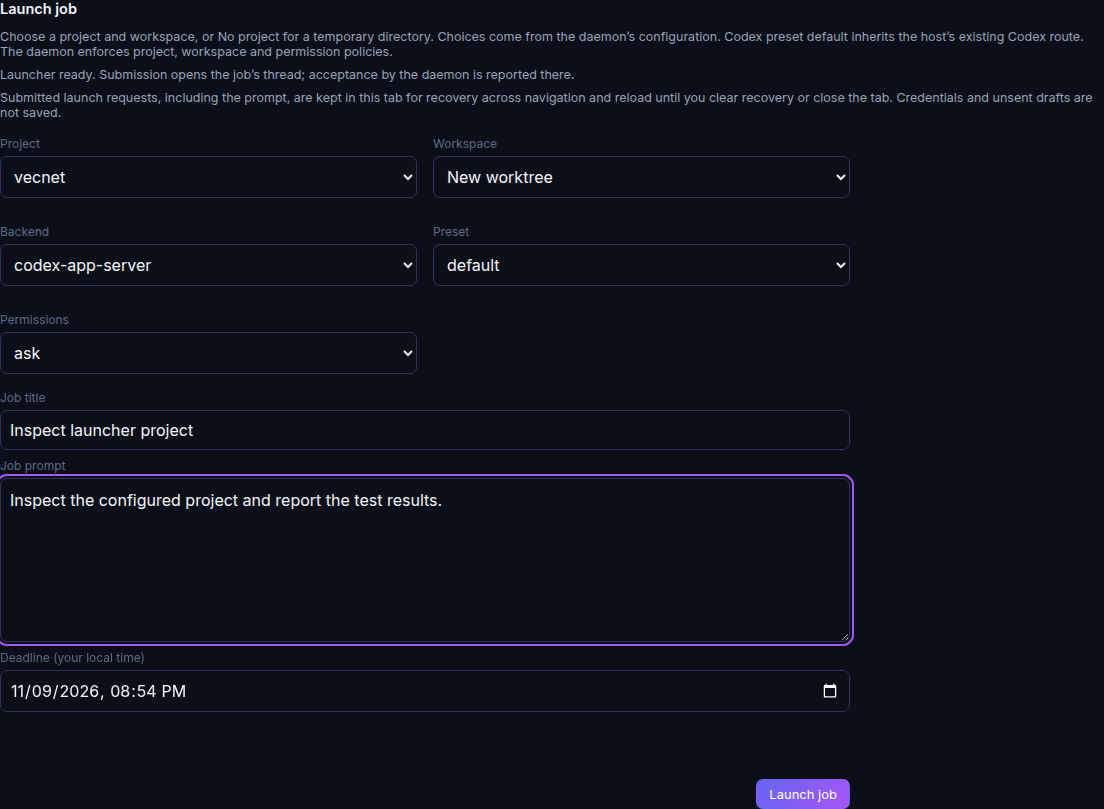 Launch job
Choose a project and workspace, or No project for a temporary directory. Choices come from the daemon’s configuration. Codex preset default inherits the host’s existing Codex route.
The daemon enforces project, workspace and permission policies.
Launcher ready. Submission opens the job’s thread; acceptance by the daemon is reported there.
Submitted launch requests, including the prompt, are kept in this tab for recovery across navigation and reload until you clear recovery or close the tab. Credentials and unsent drafts are
not saved.
Project
Workspace
vecnet
New worktree
Backend
Preset
codex-app-server
default
Permissions
ask
Job title
Inspect launcher project
Job prompt
Inspect the configured project and report the test results.
Deadline (your local time)
11/09/2026, 08:54 PM
Launch job